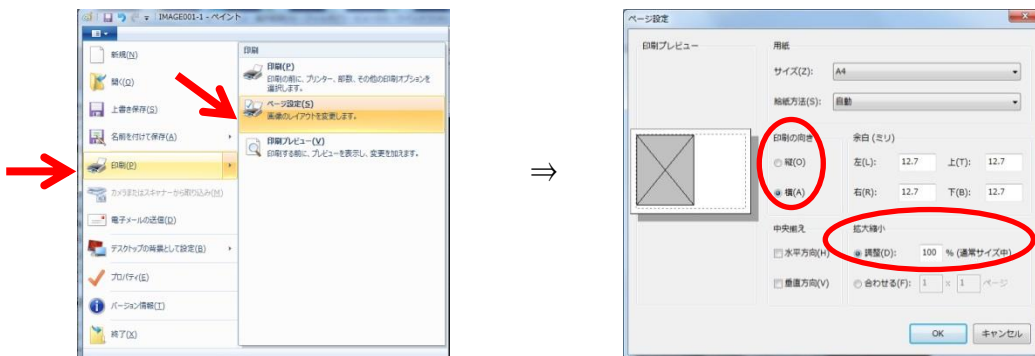 IMAGE001-1 - ペイント
新規(N)
開く(O)
上書き保存(S)
名前を付けて保存(A)
印刷(P)
カメラまたはスキャナーから取り込み(M)
電子メールの送信(D)
デスクトップの背景として設定(B)
プロパティ(E)
バージョン情報(T)
終了(X)
印刷
印刷(P)
印刷の前に、プリンター、部数、その他の印刷オプションを
選択します。
ページ設定(S)
画像のレイアウトを変更します。
印刷プレビュー(V)
印刷する前に、プレビューを表示し、変更を加えます。
⇒
ページ設定
印刷プレビュー
用紙
サイズ(Z): A4
給紙方法(S): 自動
印刷の向き
縦(O)
横(A)
余白 (ミリ)
左(L): 12.7 上(T): 12.7
右(R): 12.7 下(B): 12.7
中央揃え
水平方向(H)
垂直方向(V)
拡大縮小
調整(D): 100 % (通常サイズ中)
合わせる(F): 1 x 1 ページ
OK キャンセル